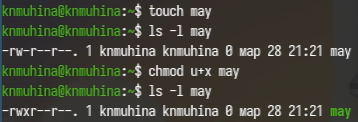 knmuhina@knmuhina:~$ touch may
knmuhina@knmuhina:~$ ls -l may
-rw-r--r--. 1 knmuhina knmuhina 0 мар 28 21:21 may
knmuhina@knmuhina:~$ chmod u+x may
knmuhina@knmuhina:~$ ls -l may
-rwxr--r--. 1 knmuhina knmuhina 0 мар 28 21:21 may